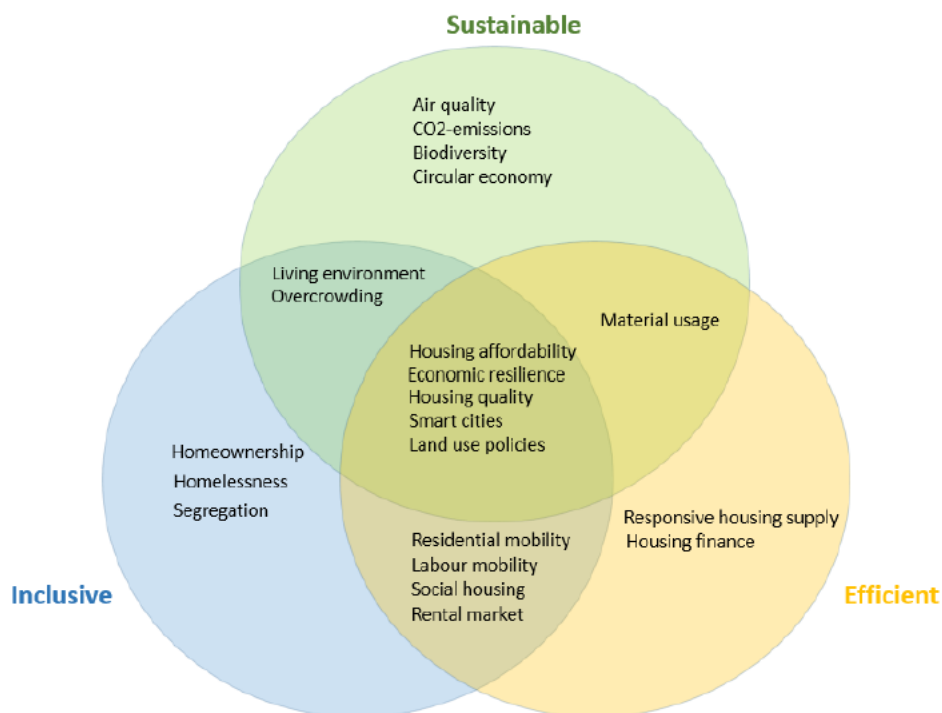 Sustainable
Air quality
CO2-emissions
Biodiversity
Circular economy
Living environment
Overcrowding
Material usage
Housing affordability
Economic resilience
Housing quality
Smart cities
Land use policies
Homeownership
Homelessness
Segregation
Responsive housing supply
Housing finance
Residential mobility
Labour mobility
Social housing
Rental market
Inclusive
Efficient